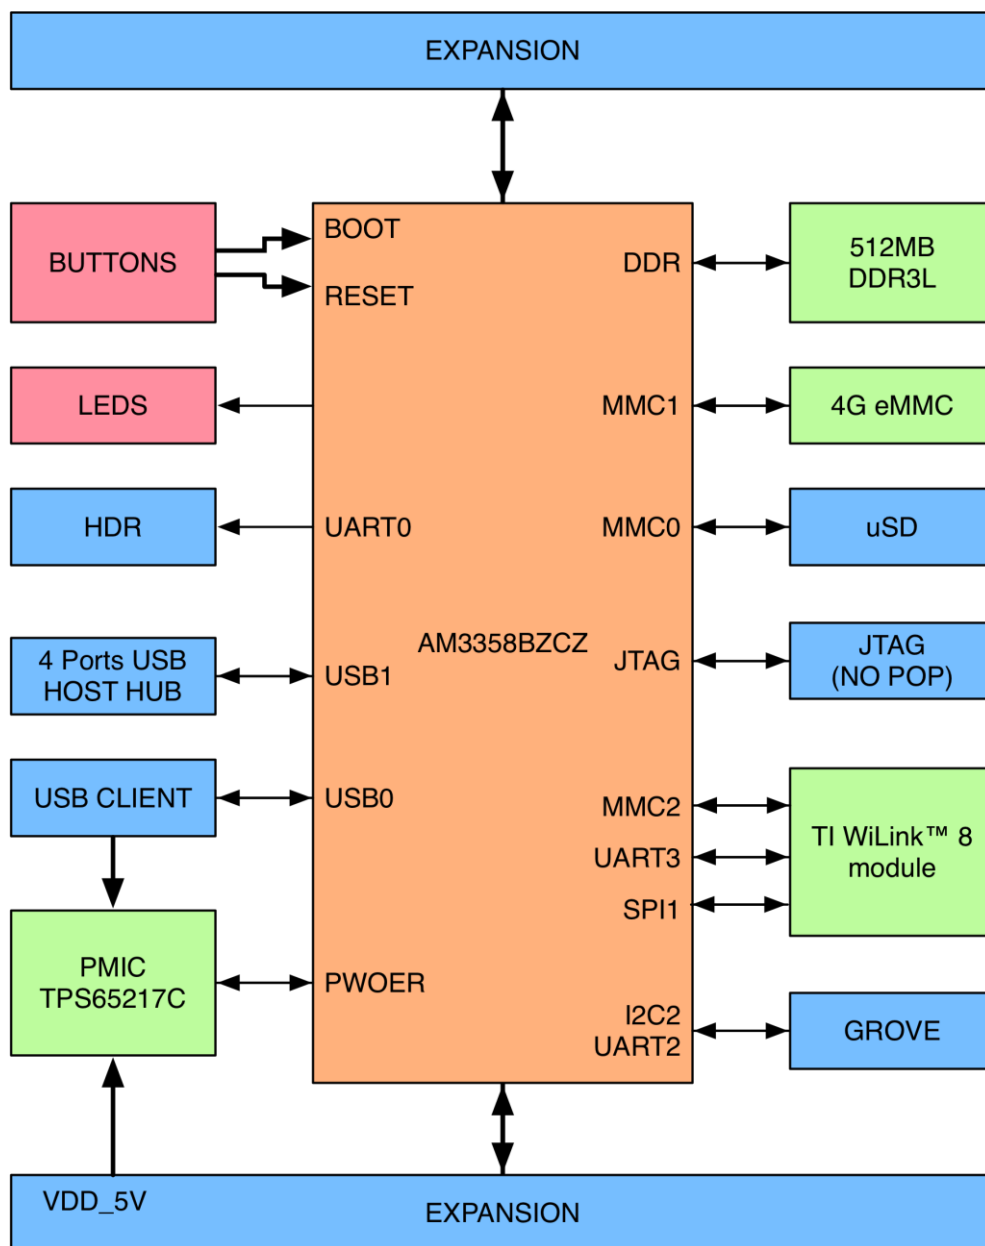 EXPANSION
BUTTONS
BOOT
RESET
DDR
512MB
DDR3L
LEDS
MMC1
4G eMMC
HDR
UART0
MMC0
uSD
AM3358BZCZ
4 Ports USB
HOST HUB
USB1
JTAG
JTAG
(NO POP)
USB CLIENT
USB0
MMC2
UART3
SPI1
TI WiLink™ 8
module
PMIC
TPS65217C
PWOER
I2C2
UART2
GROVE
VDD_5V
EXPANSION